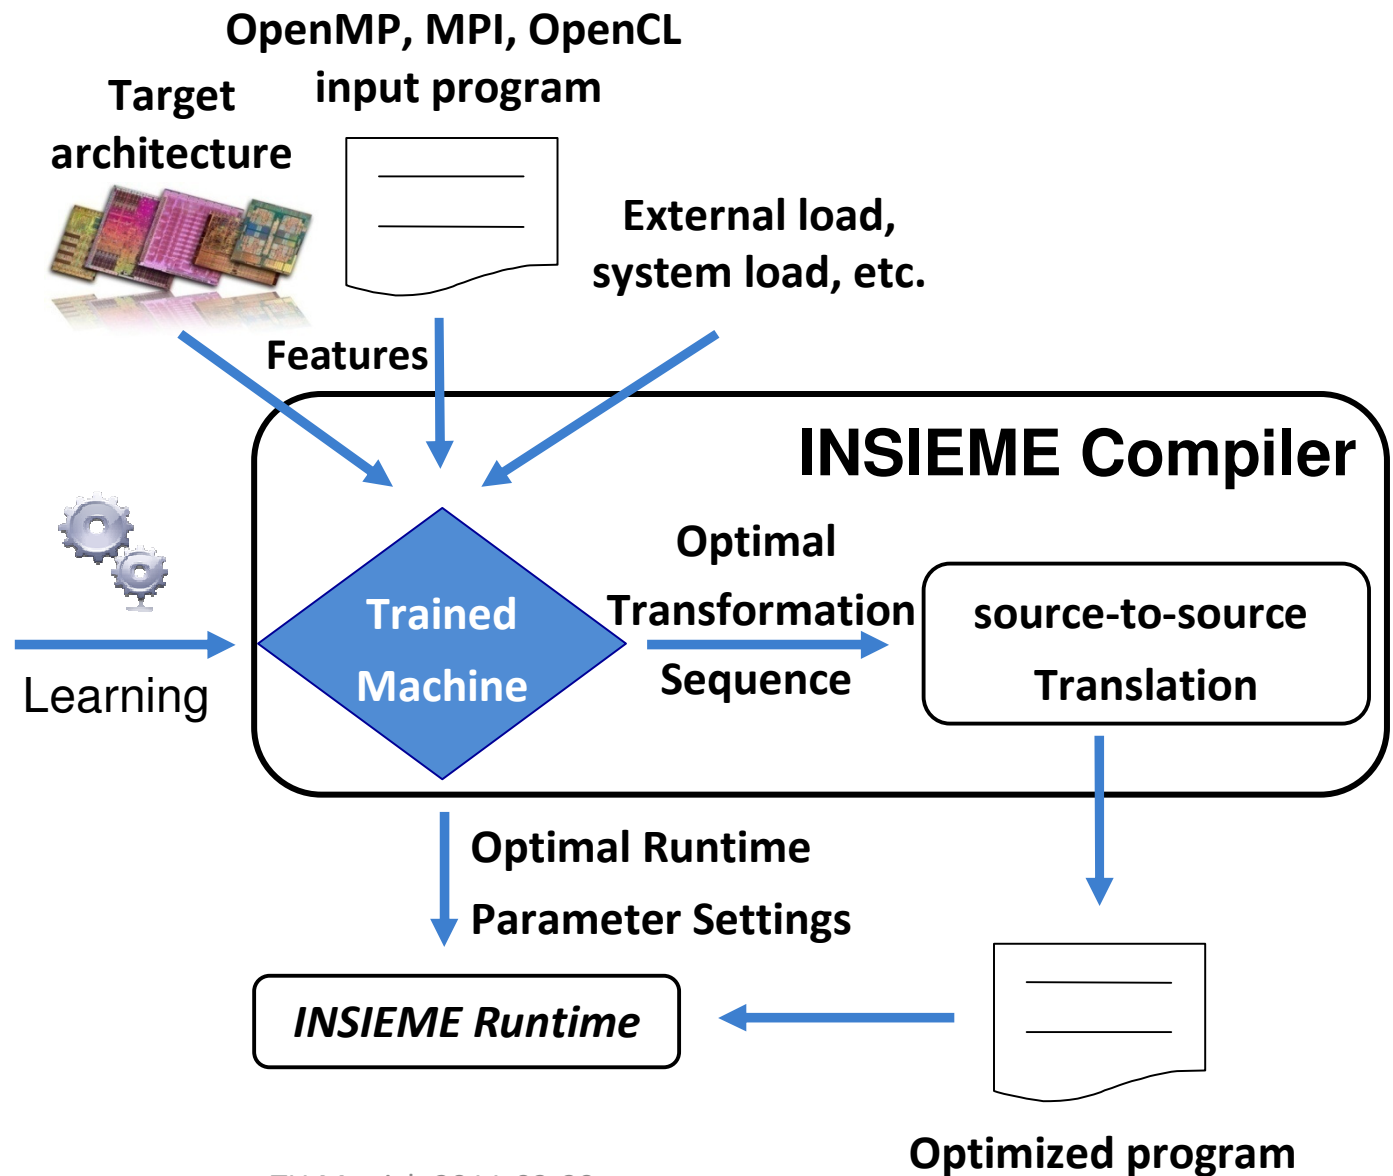 OpenMP, MPI, OpenCL
input program
Target
architecture
External load,
system load, etc.
Features
INSIEME Compiler
Learning
Trained
Machine
Optimal
Transformation
Sequence
source-to-source
Translation
Optimal Runtime
Parameter Settings
INSIEME Runtime
Optimized program